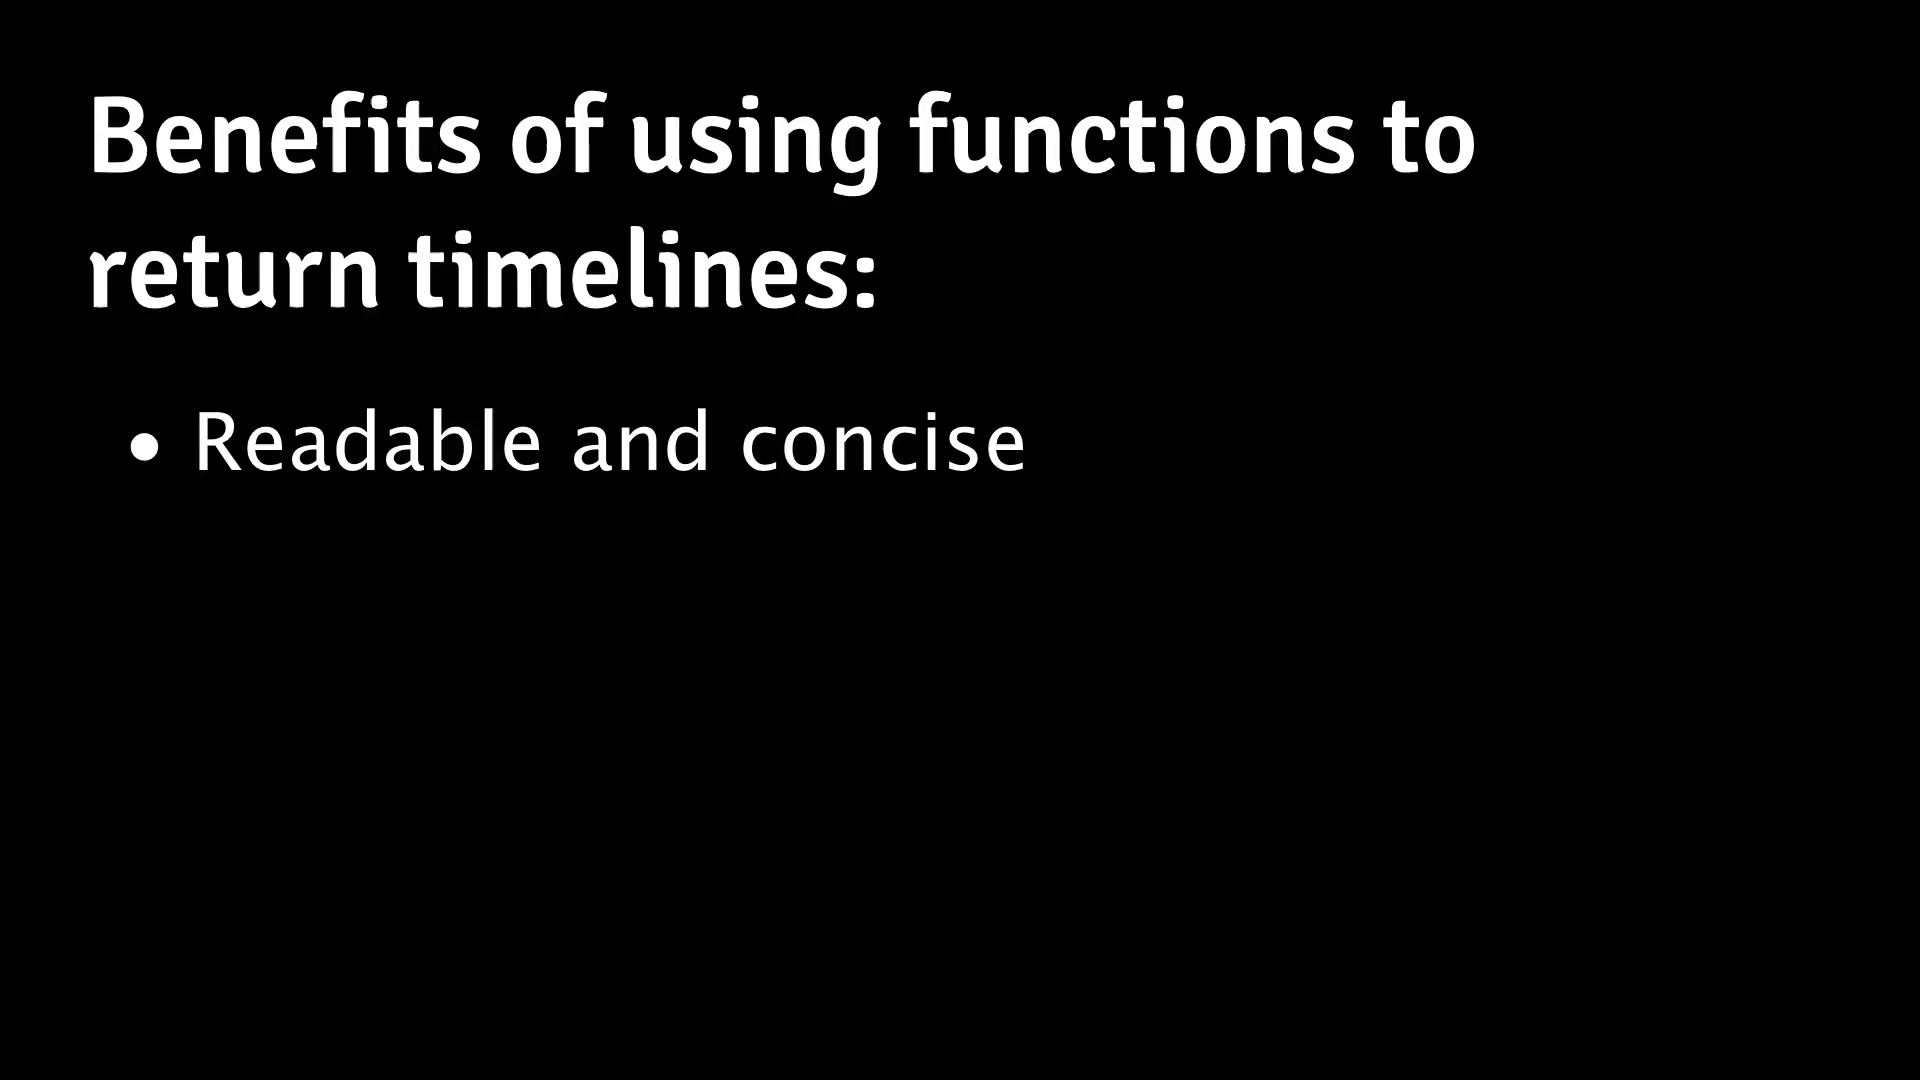 Benefits of using functions to
return timelines:
• Readable and concise